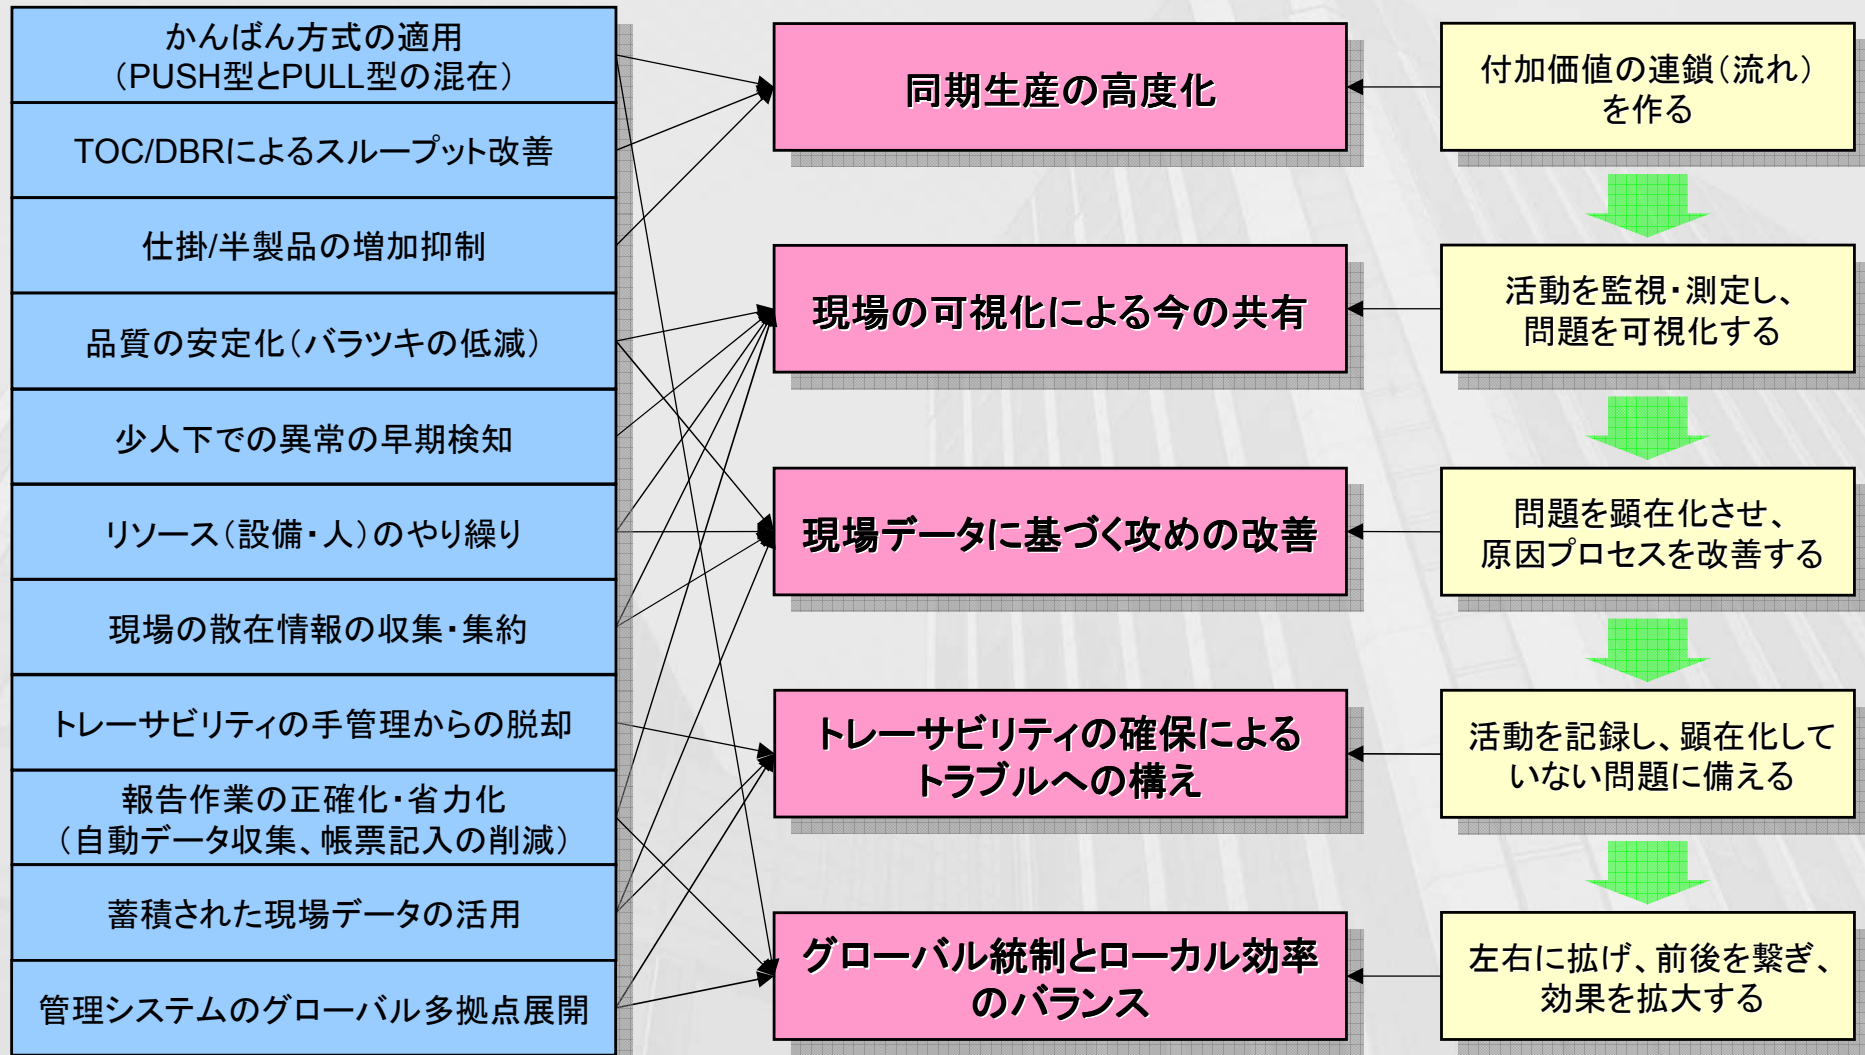 かんばん方式の適用
（PUSH型とPULL型の混在）
TOC/DBRによるスループット改善
仕掛/半製品の増加抑制
品質の安定化（バラツキの低減）
少人下での異常の早期検知
リソース（設備・人）のやり繰り
現場の散在情報の収集・集約
トレーサビリティの手管理からの脱却
報告作業の正確化・省力化
（自動データ収集、帳票記入の削減）
蓄積された現場データの活用
管理システムのグローバル多拠点展開
同期生産の高度化
現場の可視化による今の共有
現場データに基づく攻めの改善
トレーサビリティの確保による
トラブルへの構え
グローバル統制とローカル効率
のバランス
付加価値の連鎖（流れ）
を作る
活動を監視・測定し、
問題を可視化する
問題を顕在化させ、
原因プロセスを改善する
活動を記録し、顕在化して
いない問題に備える
左右に拡げ、前後を繋ぎ、
効果を拡大する